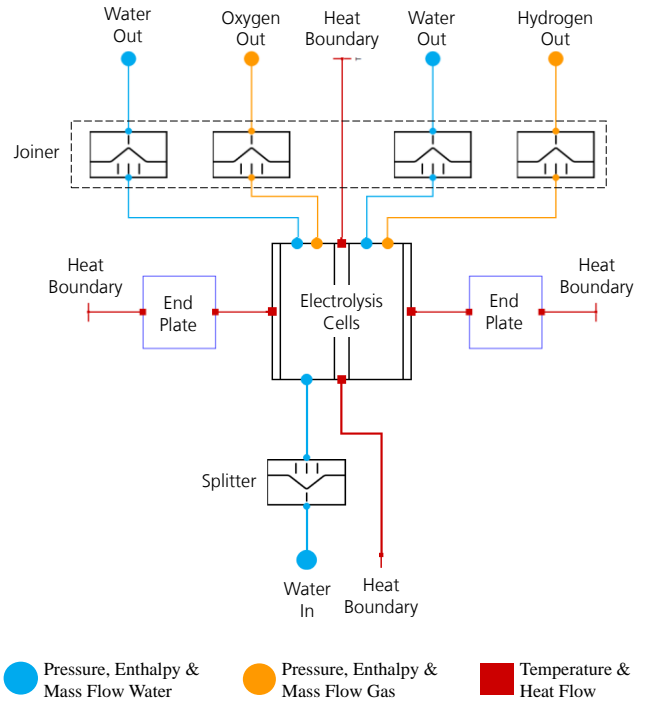 Water
Out
Oxygen
Out
Heat
Boundary
Water
Out
Hydrogen
Out
Joiner
Heat
Boundary
End
Plate
Electrolysis
Cells
End
Plate
Heat
Boundary
Splitter
Water
In
Heat
Boundary
Pressure, Enthalpy &
Mass Flow Water
Pressure, Enthalpy &
Mass Flow Gas
Temperature &
Heat Flow